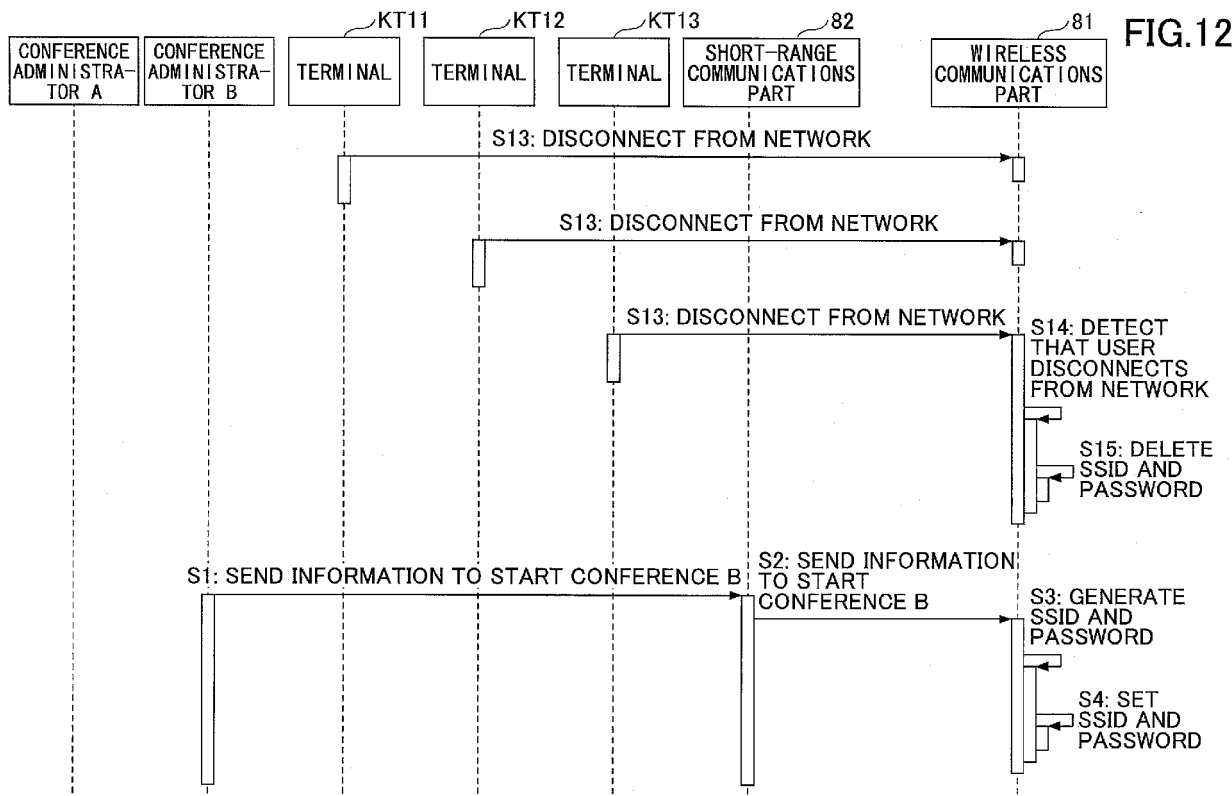 FIG.12
KT11
KT12
KT13
82
81
CONFERENCE
ADMINISTRA-
TOR A
CONFERENCE
ADMINISTRA-
TOR B
TERMINAL
TERMINAL
TERMINAL
SHORT-RANGE
COMMUNICATIONS
PART
WIRELESS
COMMUNICATIONS
PART
S13: DISCONNECT FROM NETWORK
S13: DISCONNECT FROM NETWORK
S13: DISCONNECT FROM NETWORK
S14: DETECT
THAT USER
DISCONNECTS
FROM NETWORK
S15: DELETE
SSID AND
PASSWORD
S1: SEND INFORMATION TO START CONFERENCE B
S2: SEND INFORMATION
TO START
CONFERENCE B
S3: GENERATE
SSID AND
PASSWORD
S4: SET
SSID AND
PASSWORD